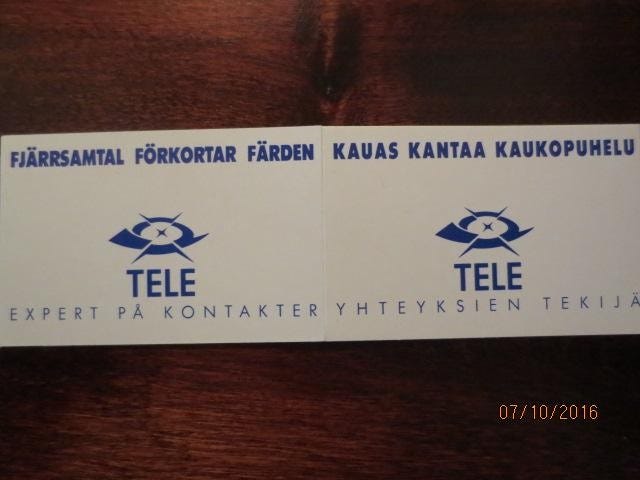 FJÄRRSAMTAL FÖRKORTAR FÄRDEN
TELE
EXPERT PÅ KONTAKTER
KAUAS KANTAA KAUKOPUHELU
TELE
YHTEYKSIEN TEKIJÄ
07/10/2016